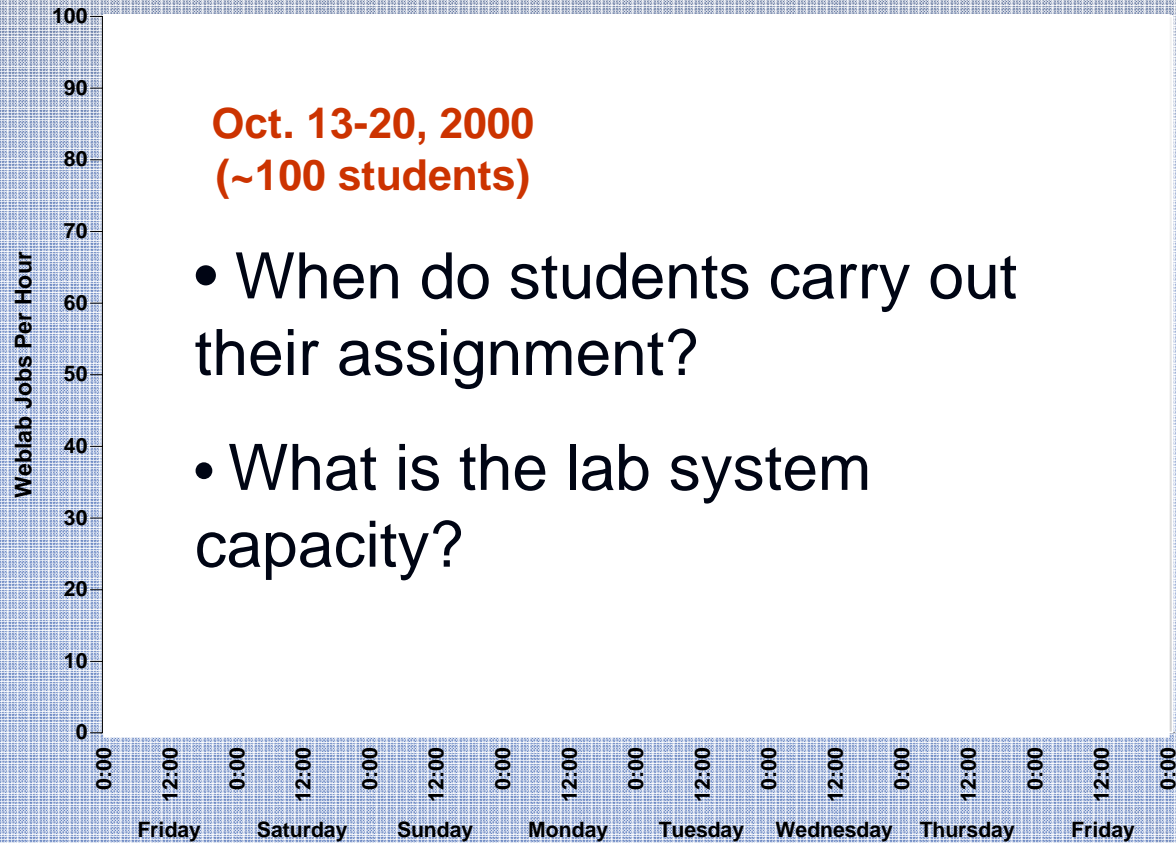 100
90
80
70
60
50
40
30
20
10
0
Weblab Jobs Per Hour
Oct. 13-20, 2000
(~100 students)
• When do students carry out
their assignment?
• What is the lab system
capacity?
0:00 12:00 0:00 12:00 0:00 12:00 0:00 12:00 0:00 12:00 0:00 12:00 0:00 12:00 0:00 12:00 0:00
Friday Saturday Sunday Monday Tuesday Wednesday Thursday Friday